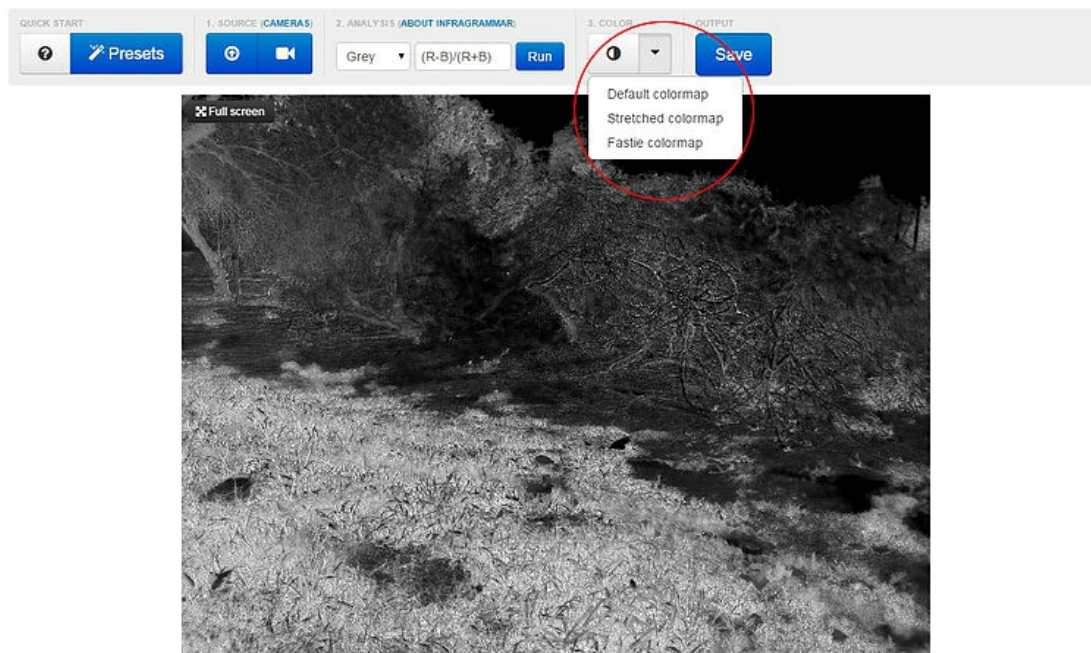 QUICK START
1. SOURCE (CAMERAS)
2. ANALYSIS (ABOUT INFRAGRAMMAR)
3. COLOR
OUTPUT
Presets
Grey
(R-B)/(R+B)
Run
Save
Default colormap
Stretched colormap
Fastie colormap
Full screen